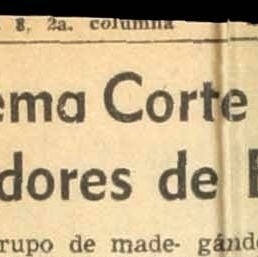 8, 2a. columna
ema Corte
dores de
rupo de made- gánd